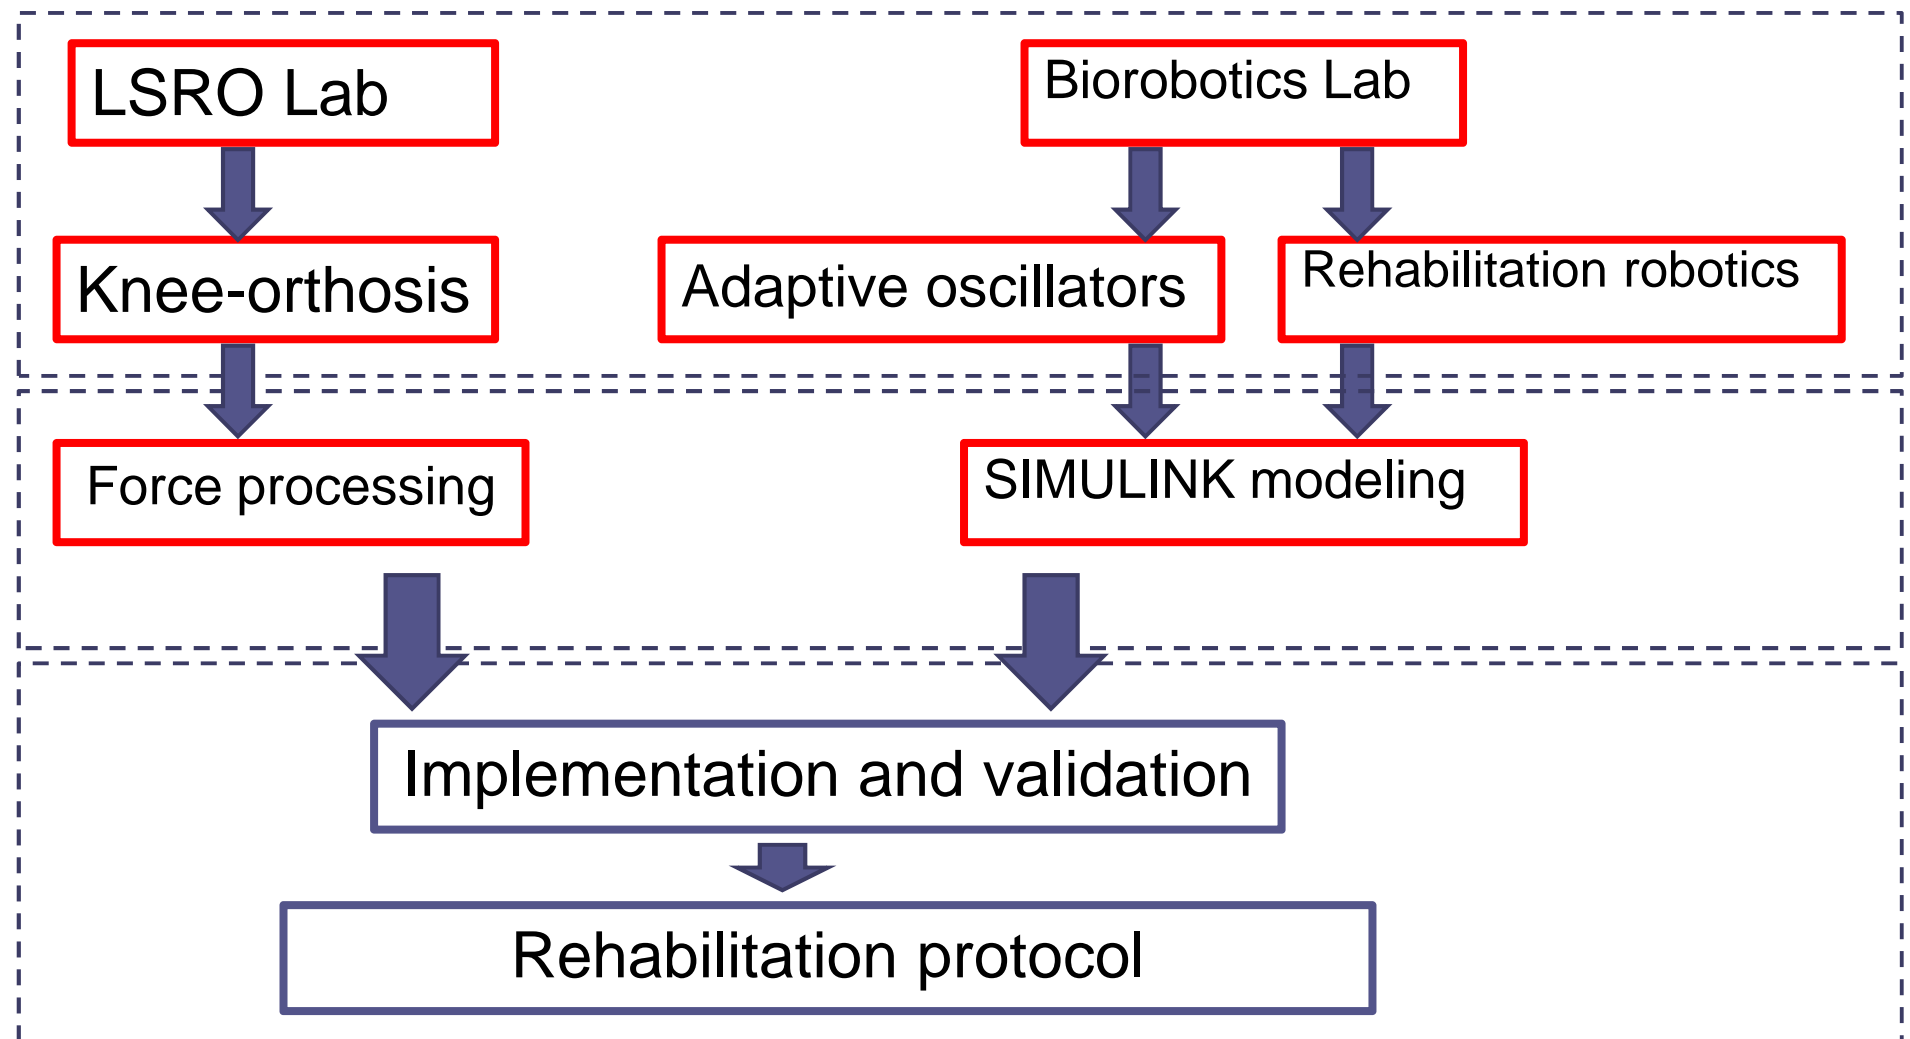 LSRO Lab
Biorobotics Lab
Knee-orthosis
Adaptive oscillators
Rehabilitation robotics
Force processing
SIMULINK modeling
Implementation and validation
Rehabilitation protocol